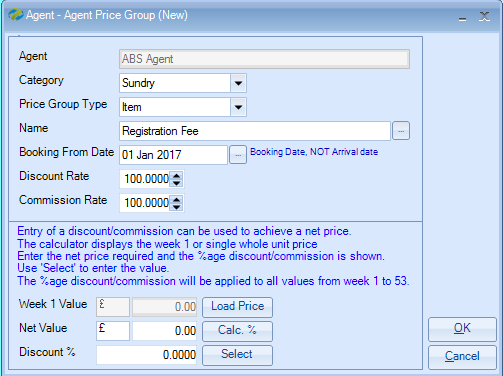 Agent - Agent Price Group (New)
Agent ABS Agent
Category Sundry
Price Group Type Item
Name Registration Fee ...
Booking From Date 01 Jan 2017 ... Booking Date, NOT Arrival date
Discount Rate 100.0000
Commission Rate 100.0000
Entry of a discount/commission can be used to achieve a net price.
The calculator displays the week 1 or single whole unit price
Enter the net price required and the %age discount/commission is shown.
Use 'Select' to enter the value.
The %age discount/commission will be applied to all values from week 1 to 53.
Week 1 Value £ 0.00 Load Price
Net Value £ 0.00 Calc. %
Discount % 0.0000 Select
OK
Cancel